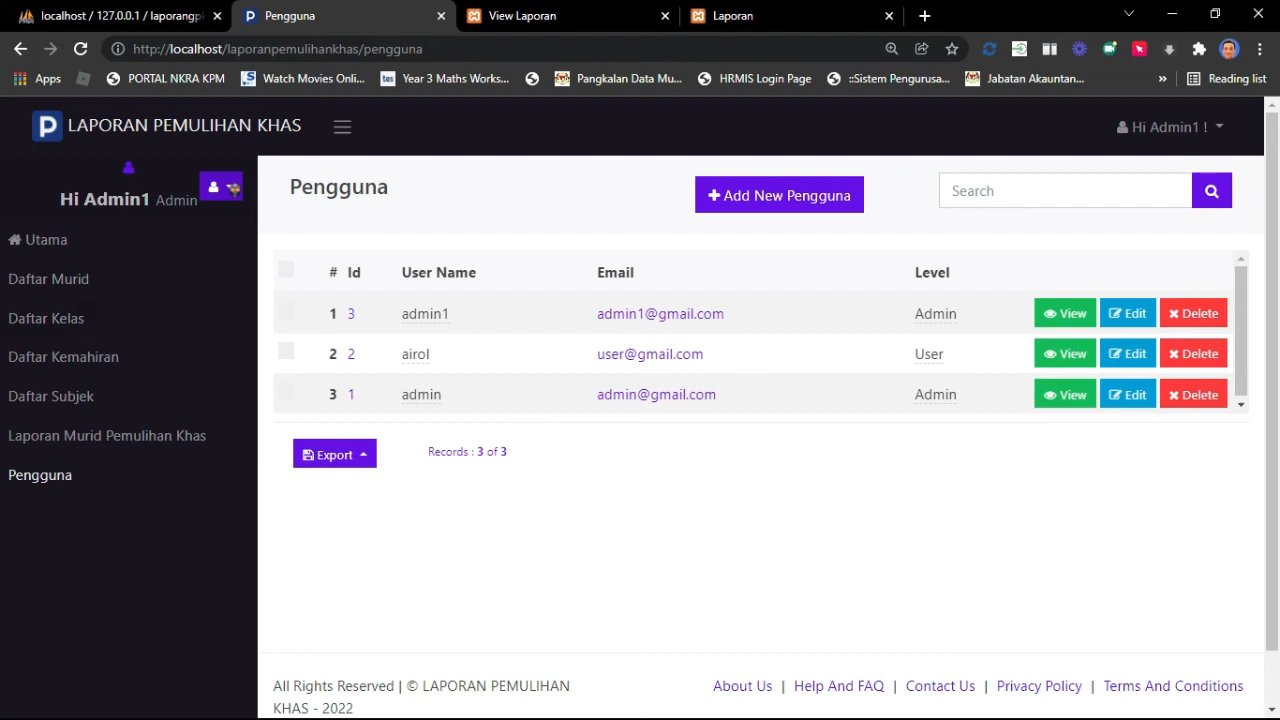 localhost / 127.0.0.1 / laporangpk
Pengguna
View Laporan
Laporan
http://localhost/laporanpemulihankhas/pengguna
Apps
PORTAL NKRA KPM
Watch Movies Onli...
tes Year 3 Maths Works...
Pangkalan Data Mu...
HRMIS Login Page
::Sistem Pengurusa...
Jabatan Akauntan...
»
Reading list
P LAPORAN PEMULIHAN KHAS
Hi Admin1 !
Hi Admin1 Admin
Utama
Daftar Murid
Daftar Kelas
Daftar Kemahiran
Daftar Subjek
Laporan Murid Pemulihan Khas
Pengguna
Pengguna
Add New Pengguna
Search
# Id User Name Email Level
1 3 admin1 admin1@gmail.com Admin View Edit Delete
2 2 airol user@gmail.com User View Edit Delete
3 1 admin admin@gmail.com Admin View Edit Delete
Export
Records : 3 of 3
All Rights Reserved | © LAPORAN PEMULIHAN
KHAS - 2022
About Us | Help And FAQ | Contact Us | Privacy Policy | Terms And Conditions